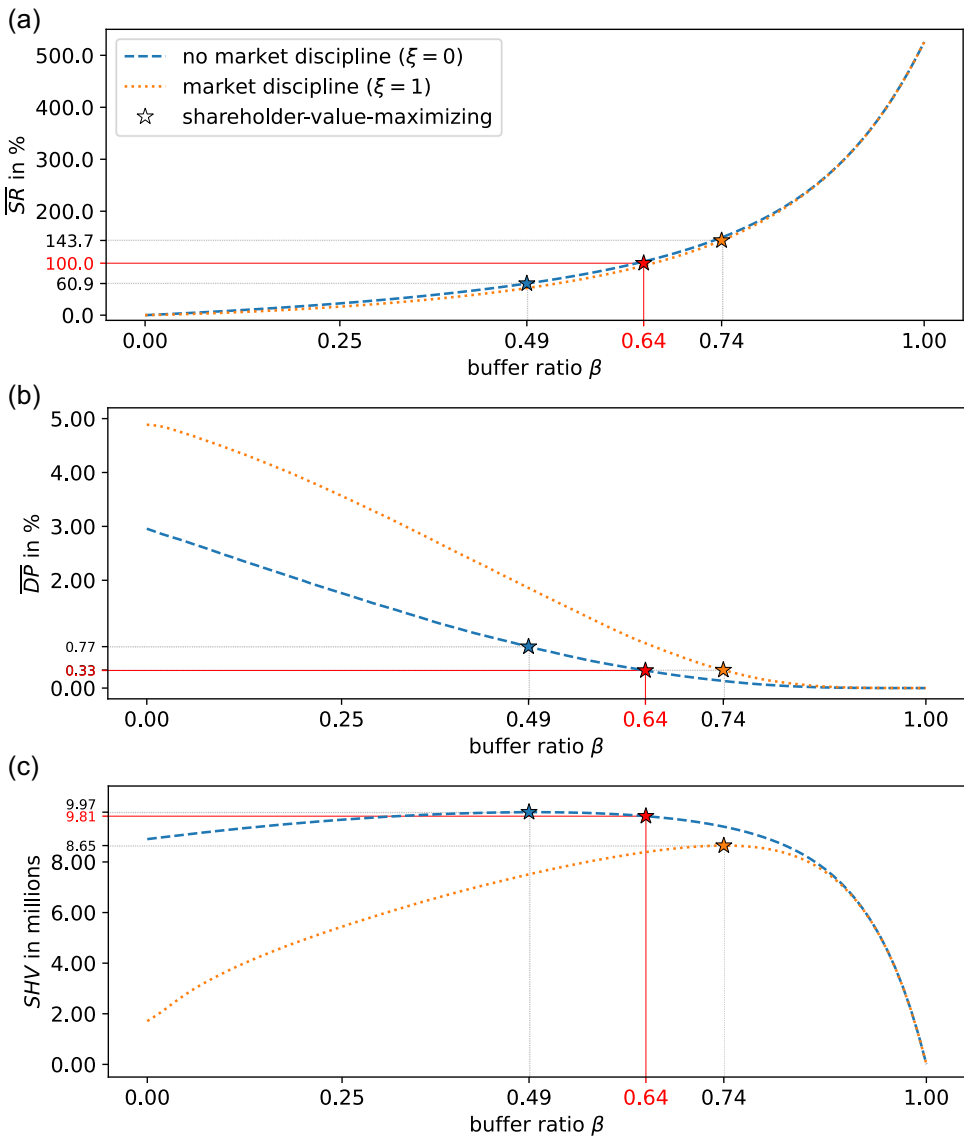 (a)
500.0
400.0
300.0
200.0
143.7
100.0
60.9
0.0
SR in %
no market discipline (ξ = 0)
market discipline (ξ = 1)
shareholder-value-maximizing
0.00 0.25 0.49 0.64 0.74 1.00
buffer ratio β
(b)
5.00
4.00
3.00
2.00
0.77
0.33
0.00
DP in %
0.00 0.25 0.49 0.64 0.74 1.00
buffer ratio β
(c)
9.97
9.81
8.65
8.00
6.00
4.00
2.00
0.00
SHV in millions
0.00 0.25 0.49 0.64 0.74 1.00
buffer ratio β